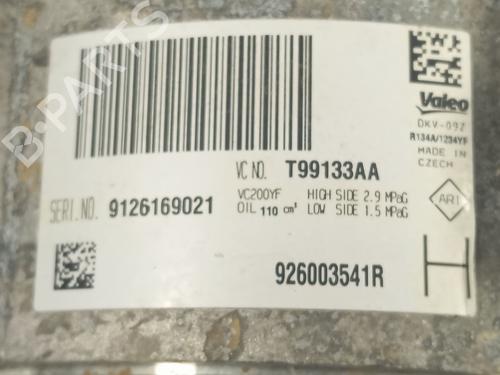 B-PARTS
Valeo
DKV-09Z
R134A/1234YF
MADE IN
CZECH
VC NO. T99133AA
SERI.NO. 9126169021
VC200YF HIGH SIDE 2.9 MPaG
OIL 110 cm³ LOW SIDE 1.5 MPaG
ARI
926003541R
H